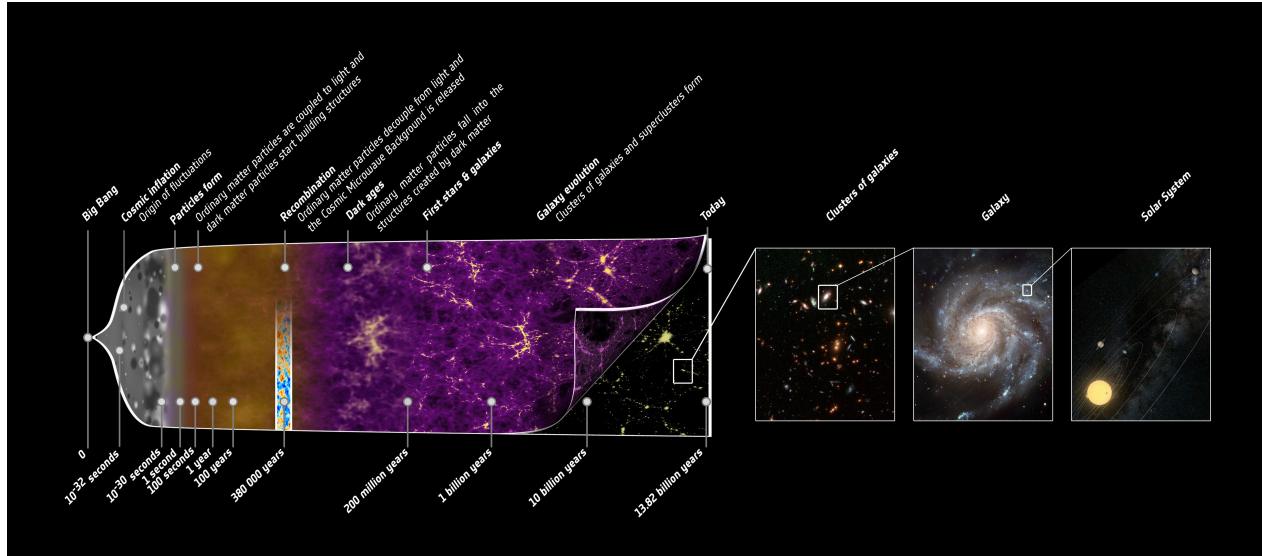 Big Bang
Cosmic inflation
Origin of fluctuations
Particles form
Ordinary matter particles are coupled to light and
dark matter particles start building structures
Recombination
Ordinary matter particles decouple from light and
the Cosmic Microwave Background is released
Dark ages
Ordinary matter particles fall into the
structures created by dark matter
First stars & galaxies
Galaxy evolution
Clusters of galaxies and superclusters form
Today
Clusters of galaxies
Galaxy
Solar System
0
10-32 seconds
10-30 seconds
1 second
100 seconds
1 year
100 years
380 000 years
200 million years
1 billion years
10 billion years
13.82 billion years